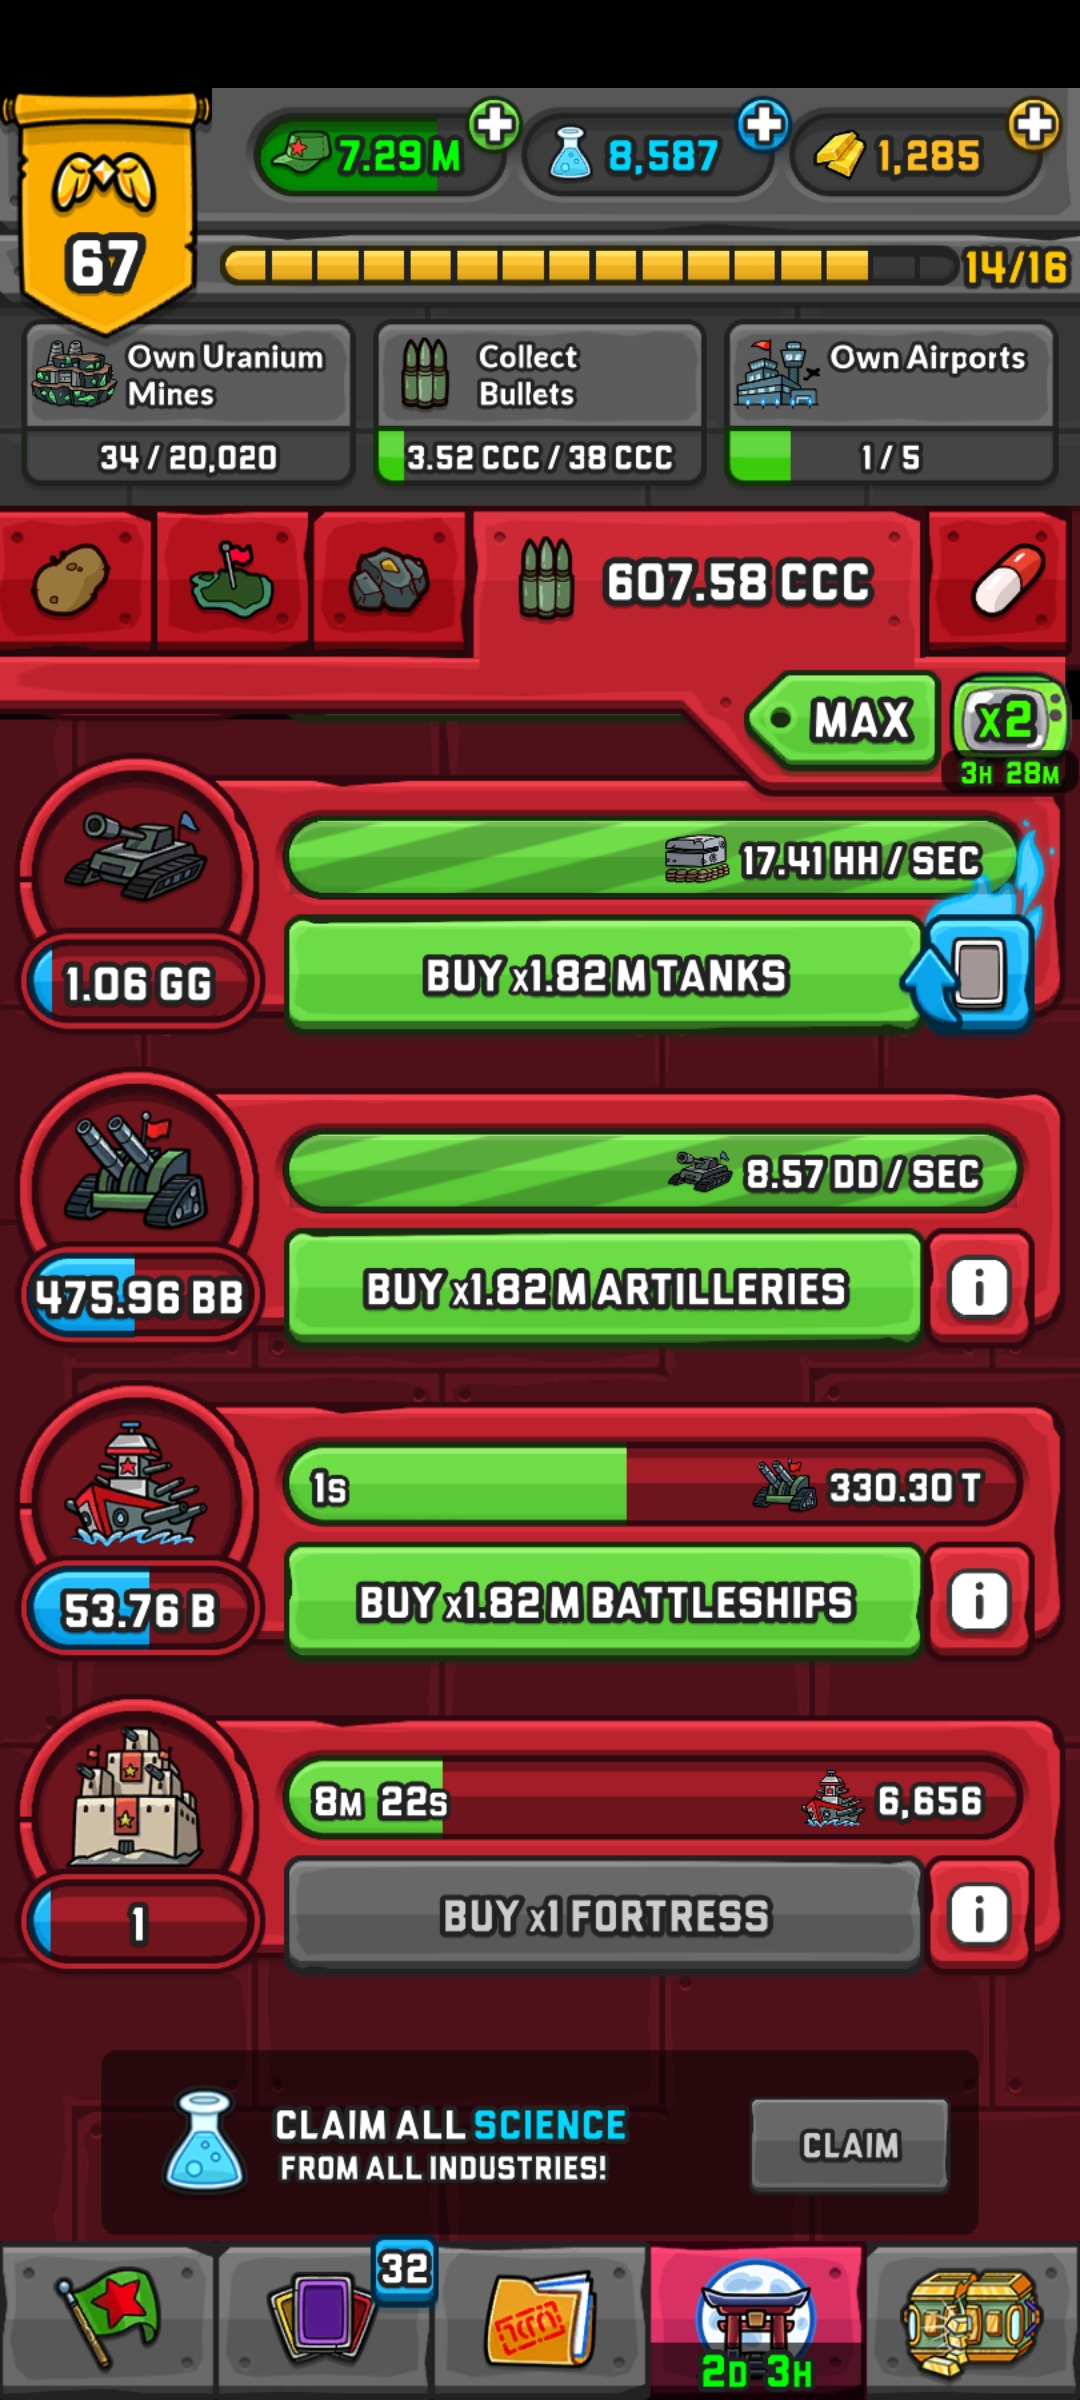 67
7.29 M
8,587
1,285
14/16
Own Uranium
Mines
34 / 20,020
Collect
Bullets
3.52 CCC / 38 CCC
Own Airports
1 / 5
607.58 CCC
MAX
x2
3H 28M
17.41 HH / SEC
1.06 GG
BUY x1.82 M TANKS
8.57 DD / SEC
475.96 BB
BUY x1.82 M ARTILLERIES
1S
330.30 T
53.76 B
BUY x1.82 M BATTLESHIPS
8M 22S
6,656
1
BUY x1 FORTRESS
CLAIM ALL SCIENCE
FROM ALL INDUSTRIES!
CLAIM
32
2D 3H